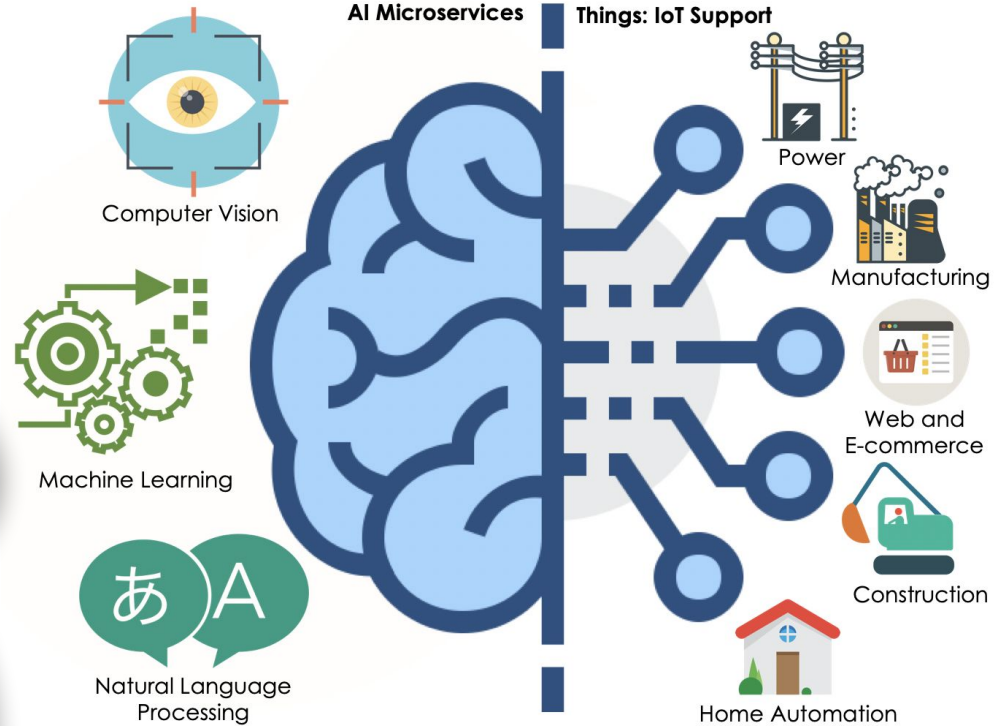 AI Microservices
Things: IoT Support
Computer Vision
Machine Learning
あ A
Natural Language
Processing
Power
Manufacturing
Web and
E-commerce
Construction
Home Automation